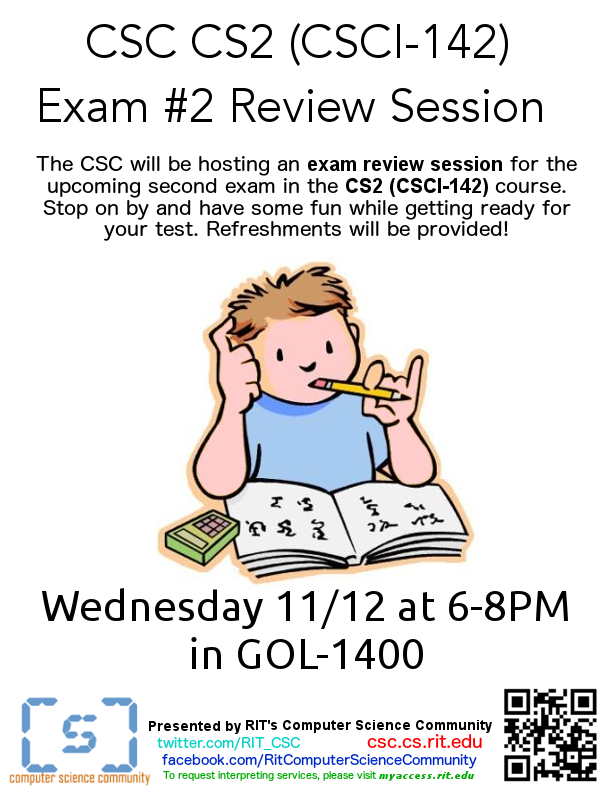 CSC CS2 (CSCI-142)
Exam #2 Review Session
The CSC will be hosting an exam review session for the
upcoming second exam in the CS2 (CSCI-142) course.
Stop on by and have some fun while getting ready for
your test. Refreshments will be provided!
Wednesday 11/12 at 6-8PM
in GOL-1400
[s]
computer science community
Presented by RIT's Computer Science Community
twitter.com/RIT_CSC csc.cs.rit.edu
facebook.com/RitComputerScienceCommunity
To request interpreting services, please visit myaccess.rit.edu